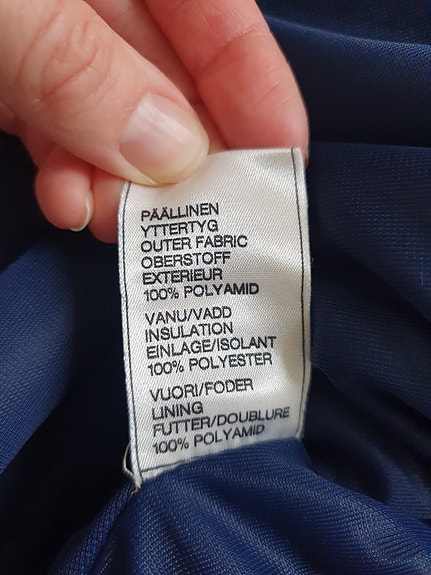 PÄÄLLINEN
YTTERTYG
OUTER FABRIC
OBERSTOFF
EXTERIEUR
100% POLYAMID
VANU/VADD
INSULATION
EINLAGE/ISOLANT
100% POLYESTER
VUORI/FODER
LINING
FUTTER/DOUBLURE
100% POLYAMID